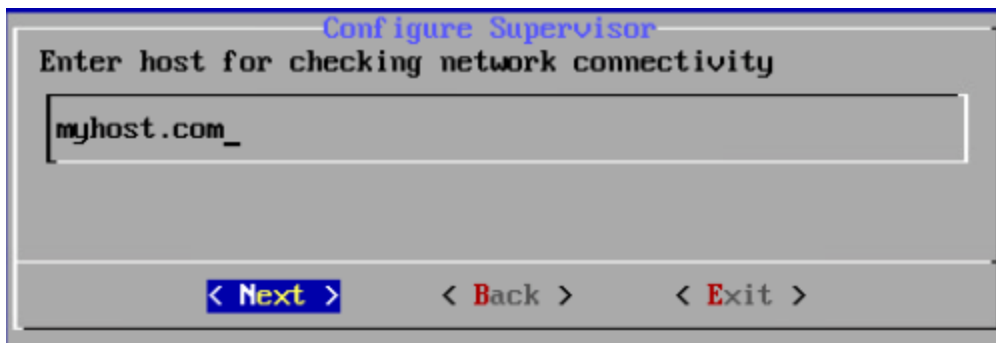 Configure Supervisor
Enter host for checking network connectivity
myhost.com_
< Next > < Back > < Exit >